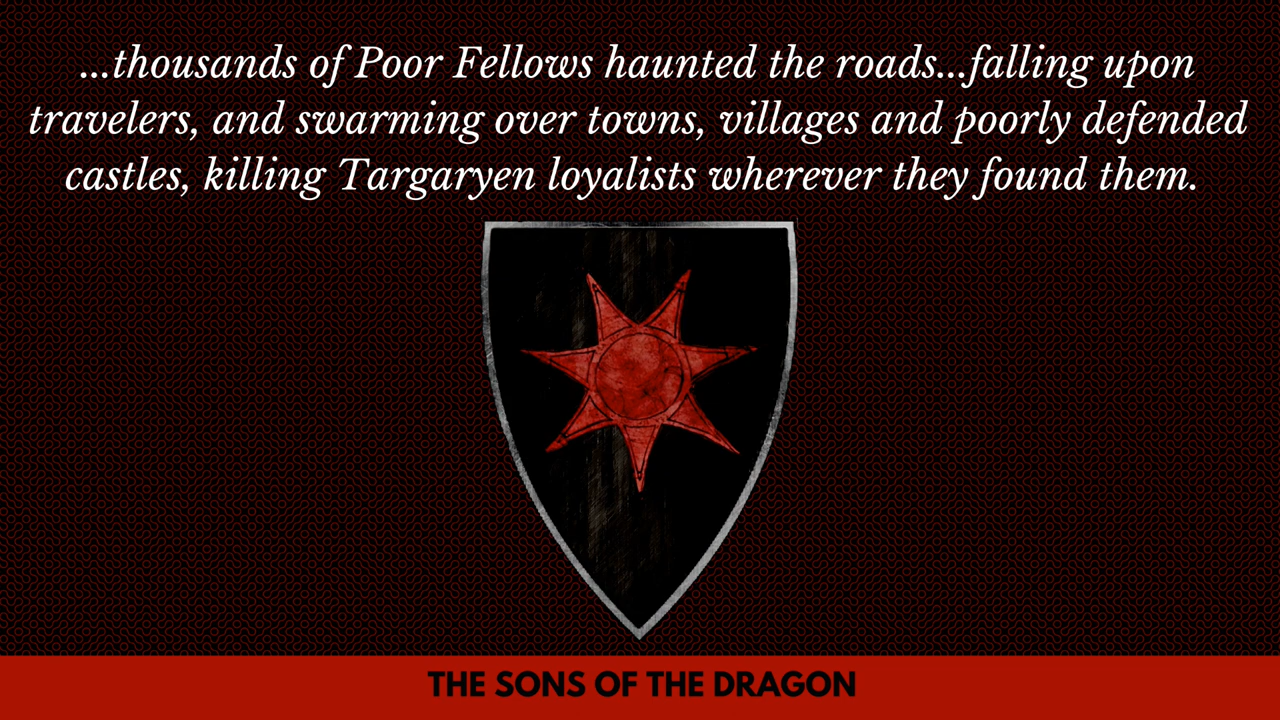 ...thousands of Poor Fellows haunted the roads...falling upon
travelers, and swarming over towns, villages and poorly defended
castles, killing Targaryen loyalists wherever they found them.
THE SONS OF THE DRAGON